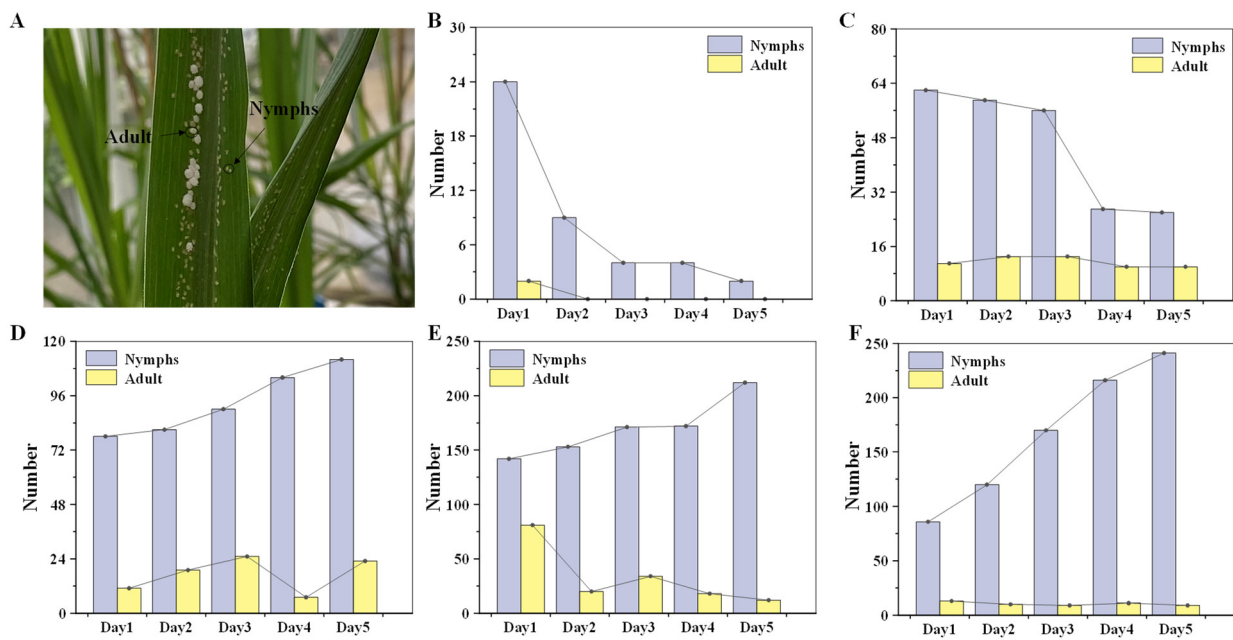 A
Adult
Nymphs
B
Number
30
24
18
12
6
0
Nymphs
Adult
Day1 Day2 Day3 Day4 Day5
C
Number
80
64
48
32
16
0
Nymphs
Adult
Day1 Day2 Day3 Day4 Day5
D
Number
120
96
72
48
24
0
Nymphs
Adult
Day1 Day2 Day3 Day4 Day5
E
Number
250
200
150
100
50
0
Nymphs
Adult
Day1 Day2 Day3 Day4 Day5
F
Number
250
200
150
100
50
0
Nymphs
Adult
Day1 Day2 Day3 Day4 Day5